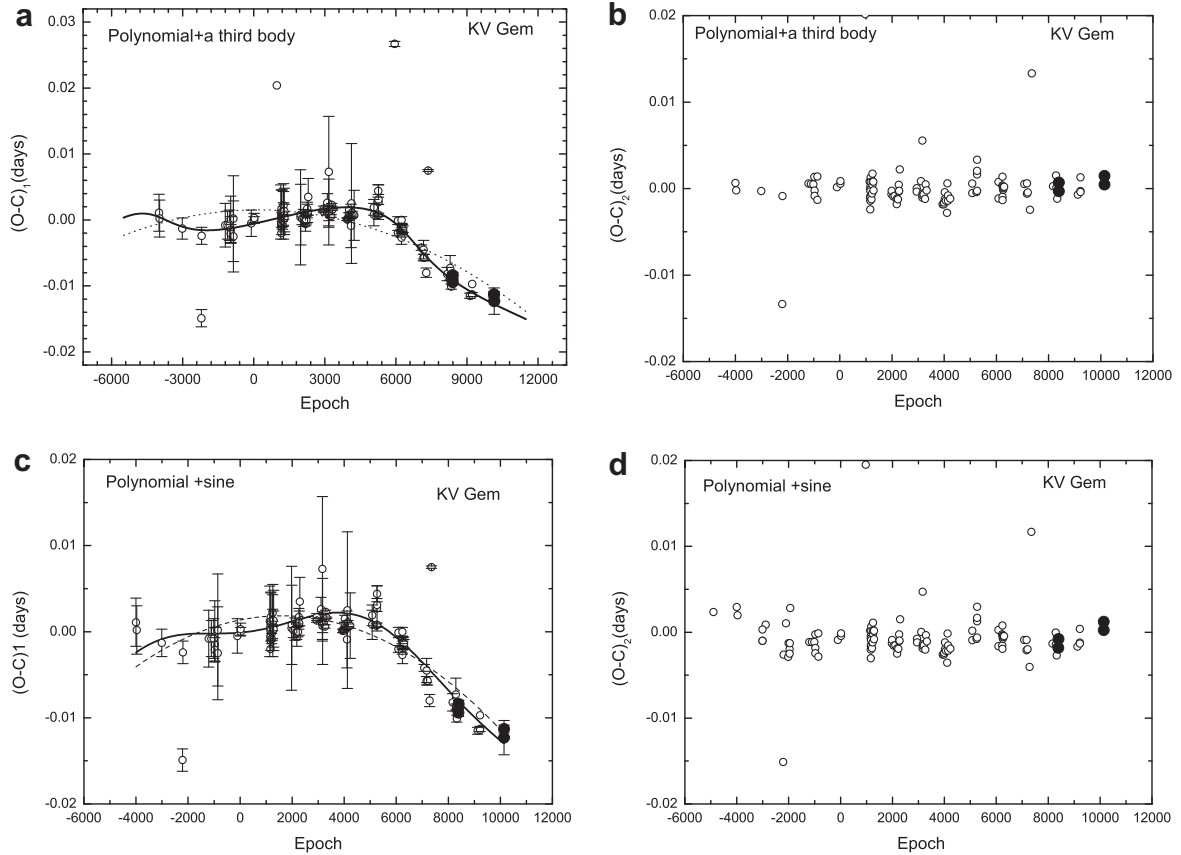 a
Polynomial+a third body
KV Gem
0.03
0.02
0.01
0.00
-0.01
-0.02
(O-C)1(days)
-6000 -3000 0 3000 6000 9000 12000
Epoch
b
Polynomial+a third body
KV Gem
0.02
0.01
0.00
-0.01
-0.02
(O-C)2(days)
-6000 -4000 -2000 0 2000 4000 6000 8000 10000 12000
Epoch
c
Polynomial +sine
KV Gem
0.02
0.01
0.00
-0.01
-0.02
(O-C)1 (days)
-6000 -4000 -2000 0 2000 4000 6000 8000 10000 12000
Epoch
d
Polynomial +sine
KV Gem
0.02
0.01
0.00
-0.01
-0.02
(O-C)2(days)
-6000 -4000 -2000 0 2000 4000 6000 8000 10000 12000
Epoch